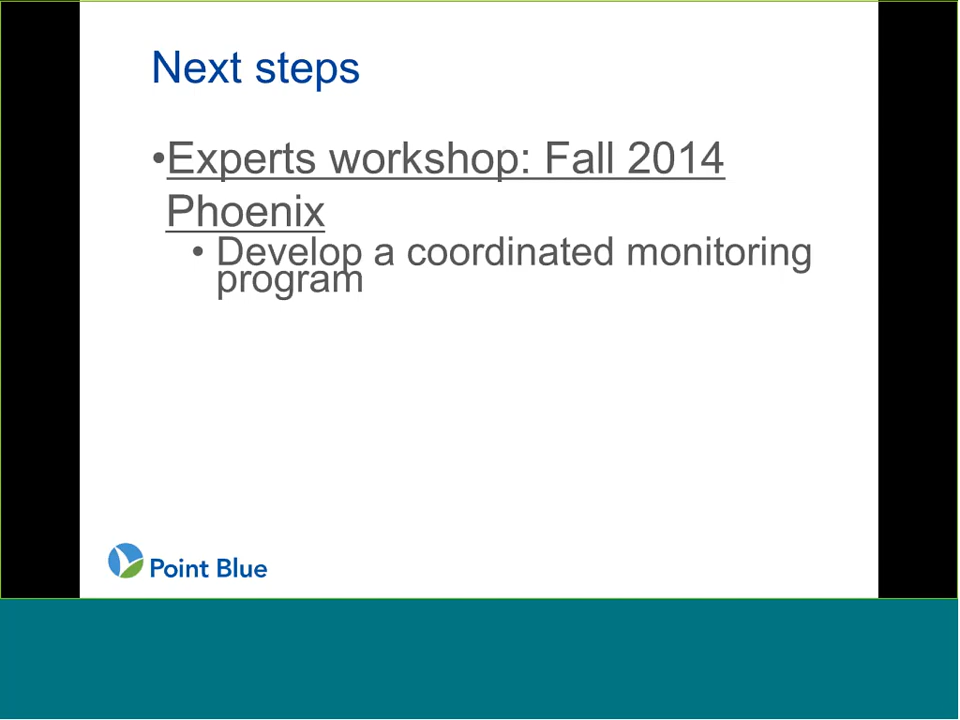 Next steps
•Experts workshop: Fall 2014
Phoenix
• Develop a coordinated monitoring
program
Point Blue